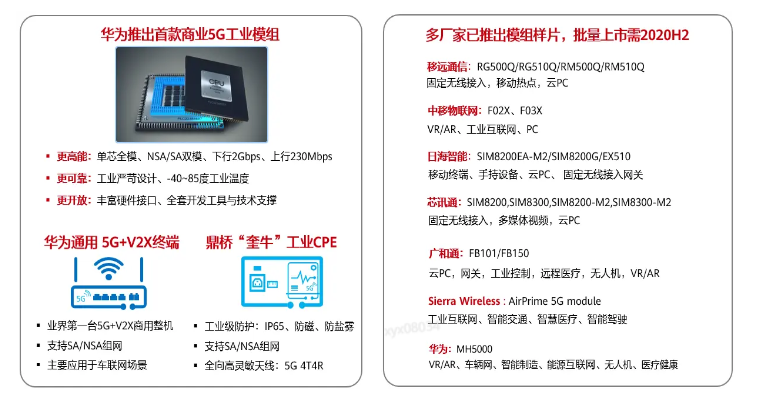 华为推出首款商业5G工业模组
CPU
更高能：单芯全模、NSA/SA双模、下行2Gbps、上行230Mbps
更可靠：工业严苛设计、-40~85度工业温度
更开放：丰富硬件接口、全套开发工具与技术支撑
华为通用 5G+V2X终端
5G
业界第一台5G+V2X商用整机
支持SA/NSA组网
主要应用于车联网场景
鼎桥“奎牛”工业CPE
5G
工业级防护：IP65、防磁、防盐雾
支持SA/NSA组网
全向高灵敏天线：5G 4T4R
多厂家已推出模组样片，批量上市需2020H2
移远通信：RG500Q/RG510Q/RM500Q/RM510Q
固定无线接入，移动热点，云PC
中移物联网：F02X、F03X
VR/AR、工业互联网、PC
日海智能：SIM8200EA-M2/SIM8200G/EX510
移动终端、手持设备、云PC、固定无线接入网关
芯讯通：SIM8200,SIM8300,SIM8200-M2,SIM8300-M2
固定无线接入，多媒体视频，云PC
广和通：FB101/FB150
云PC，网关，工业控制，远程医疗，无人机，VR/AR
Sierra Wireless : AirPrime 5G module
工业互联网、智能交通、智慧医疗、智能驾驶
华为：MH5000
VR/AR、车联网、智能制造、能源互联网、无人机、医疗健康